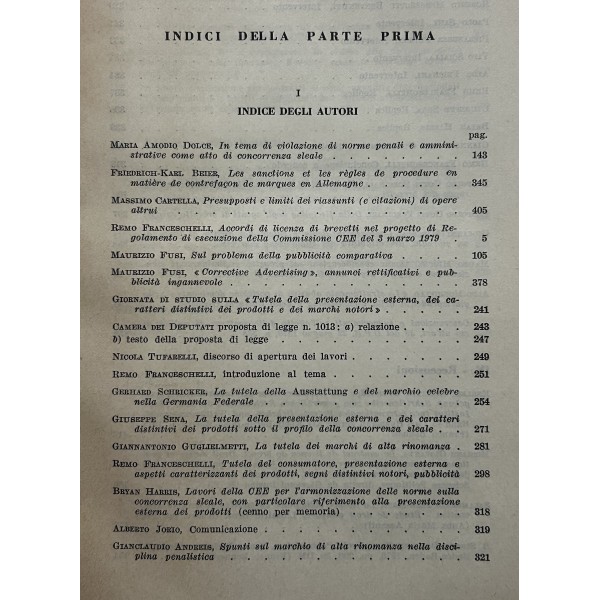 INDICI DELLA PARTE PRIMA
I
INDICE DEGLI AUTORI
pag.
MARIA AMODIO DOLCE, In tema di violazione di norme penali e ammini-
strative come atto di concorrenza sleale . . . . . . . 143
FRIEDRICH-KARL BEIER, Les sanctions et les règles de procedure en
matière de contrefaçon de marques en Allemagne . . . . . . . 345
MASSIMO CARTELLA, Presupposti e limiti dei riassunti (e citazioni) di opere
altrui . . . . . . . 405
REMO FRANCESCHELLI, Accordi di licenza di brevetti nel progetto di Re-
golamento di esecuzione della Commissione CEE del 3 marzo 1979 . . 5
MAURIZIO FUSI, Sul problema della pubblicità comparativa . . . . 105
MAURIZIO FUSI, « Corrective Advertising », annunci rettificativi e pub-
blicità ingannevole . . . . . . . 378
GIORNATA DI STUDIO SULLA « Tutela della presentazione esterna, dei ca-
ratteri distintivi dei prodotti e dei marchi notori » . . . . . 241
CAMERA DEI DEPUTATI proposta di legge n. 1013: a) relazione . . . 243
b) testo della proposta di legge . . . . . . . 247
NICOLA TUFARELLI, discorso di apertura dei lavori . . . . . 249
REMO FRANCESCHELLI, introduzione al tema . . . . . . 251
GERHARD SCHRICKER, La tutela della Ausstattung e del marchio celebre
nella Germania Federale . . . . . . . 254
GIUSEPPE SENA, La tutela della presentazione esterna e dei caratteri
distintivi dei prodotti sotto il profilo della concorrenza sleale . . . 271
GIANNANTONIO GUGLIELMETTI, La tutela dei marchi di alta rinomanza . . 281
REMO FRANCESCHELLI, Tutela del consumatore, presentazione esterna e
aspetti caratterizzanti dei prodotti, segni distintivi notori, pubblicità 298
BRYAN HARRIS, Lavori della CEE per l'armonizzazione delle norme sulla
concorrenza sleale, con particolare riferimento alla presentazione
esterna dei prodotti (cenno per memoria) . . . . . . 318
ALBERTO JORIO, Comunicazione . . . . . . . 319
GIANCLAUDIO ANDREIS, Spunti sul marchio di alta rinomanza nella disci-
plina penalistica . . . . . . . 321